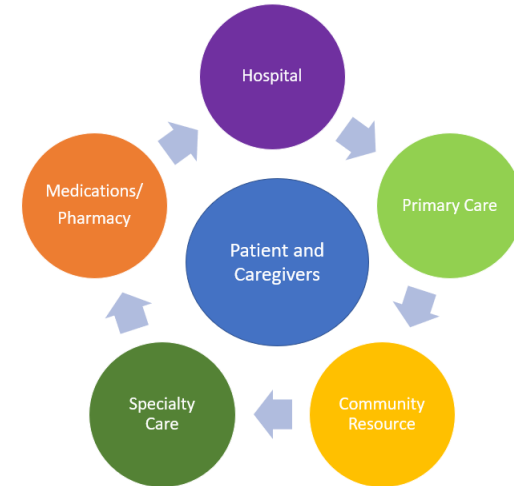 Hospital
Primary Care
Community
Resource
Specialty
Care
Medications/
Pharmacy
Patient and
Caregivers